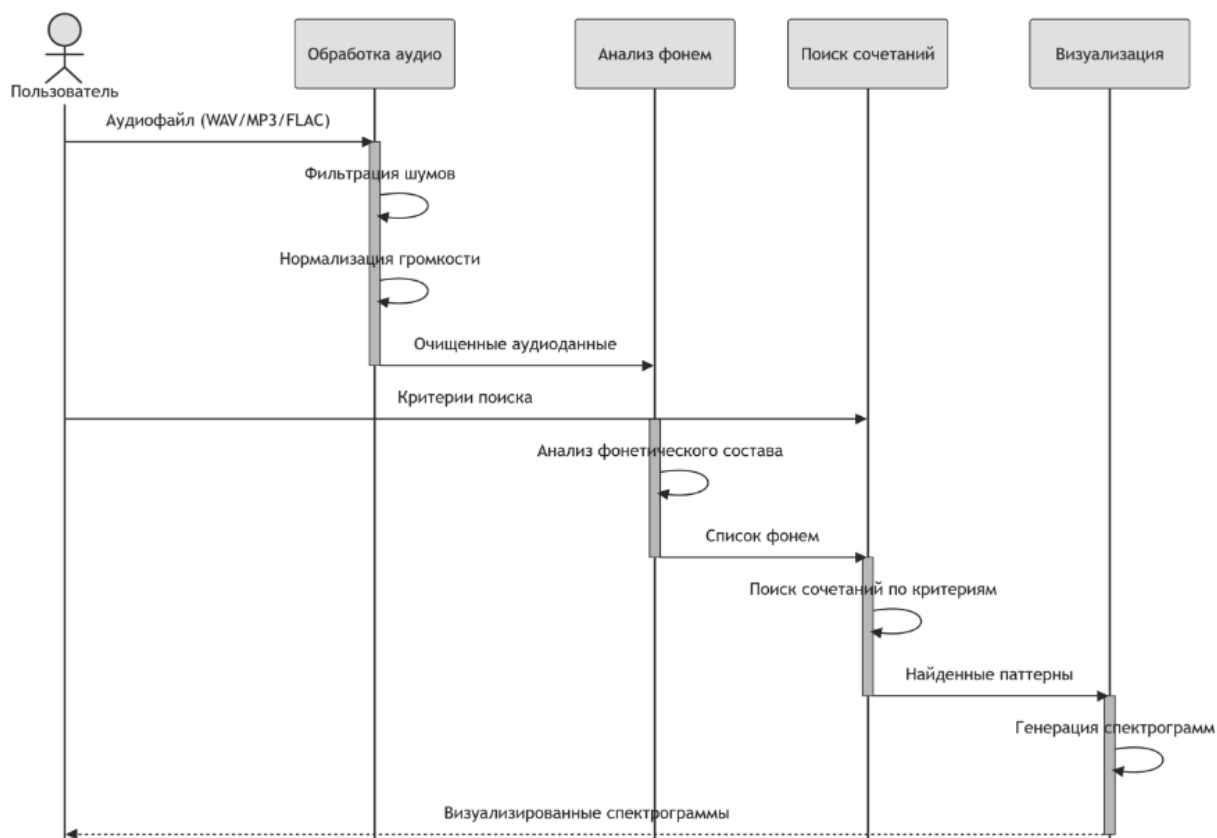 Пользователь
Обработка аудио
Анализ фонем
Поиск сочетаний
Визуализация
Аудиофайл (WAV/MP3/FLAC)
Фильтрация шумов
Нормализация громкости
Очищенные аудиоданные
Критерии поиска
Анализ фонетического состава
Список фонем
Поиск сочетаний по критериям
Найденные паттерны
Генерация спектрограмм
Визуализированные спектрограммы